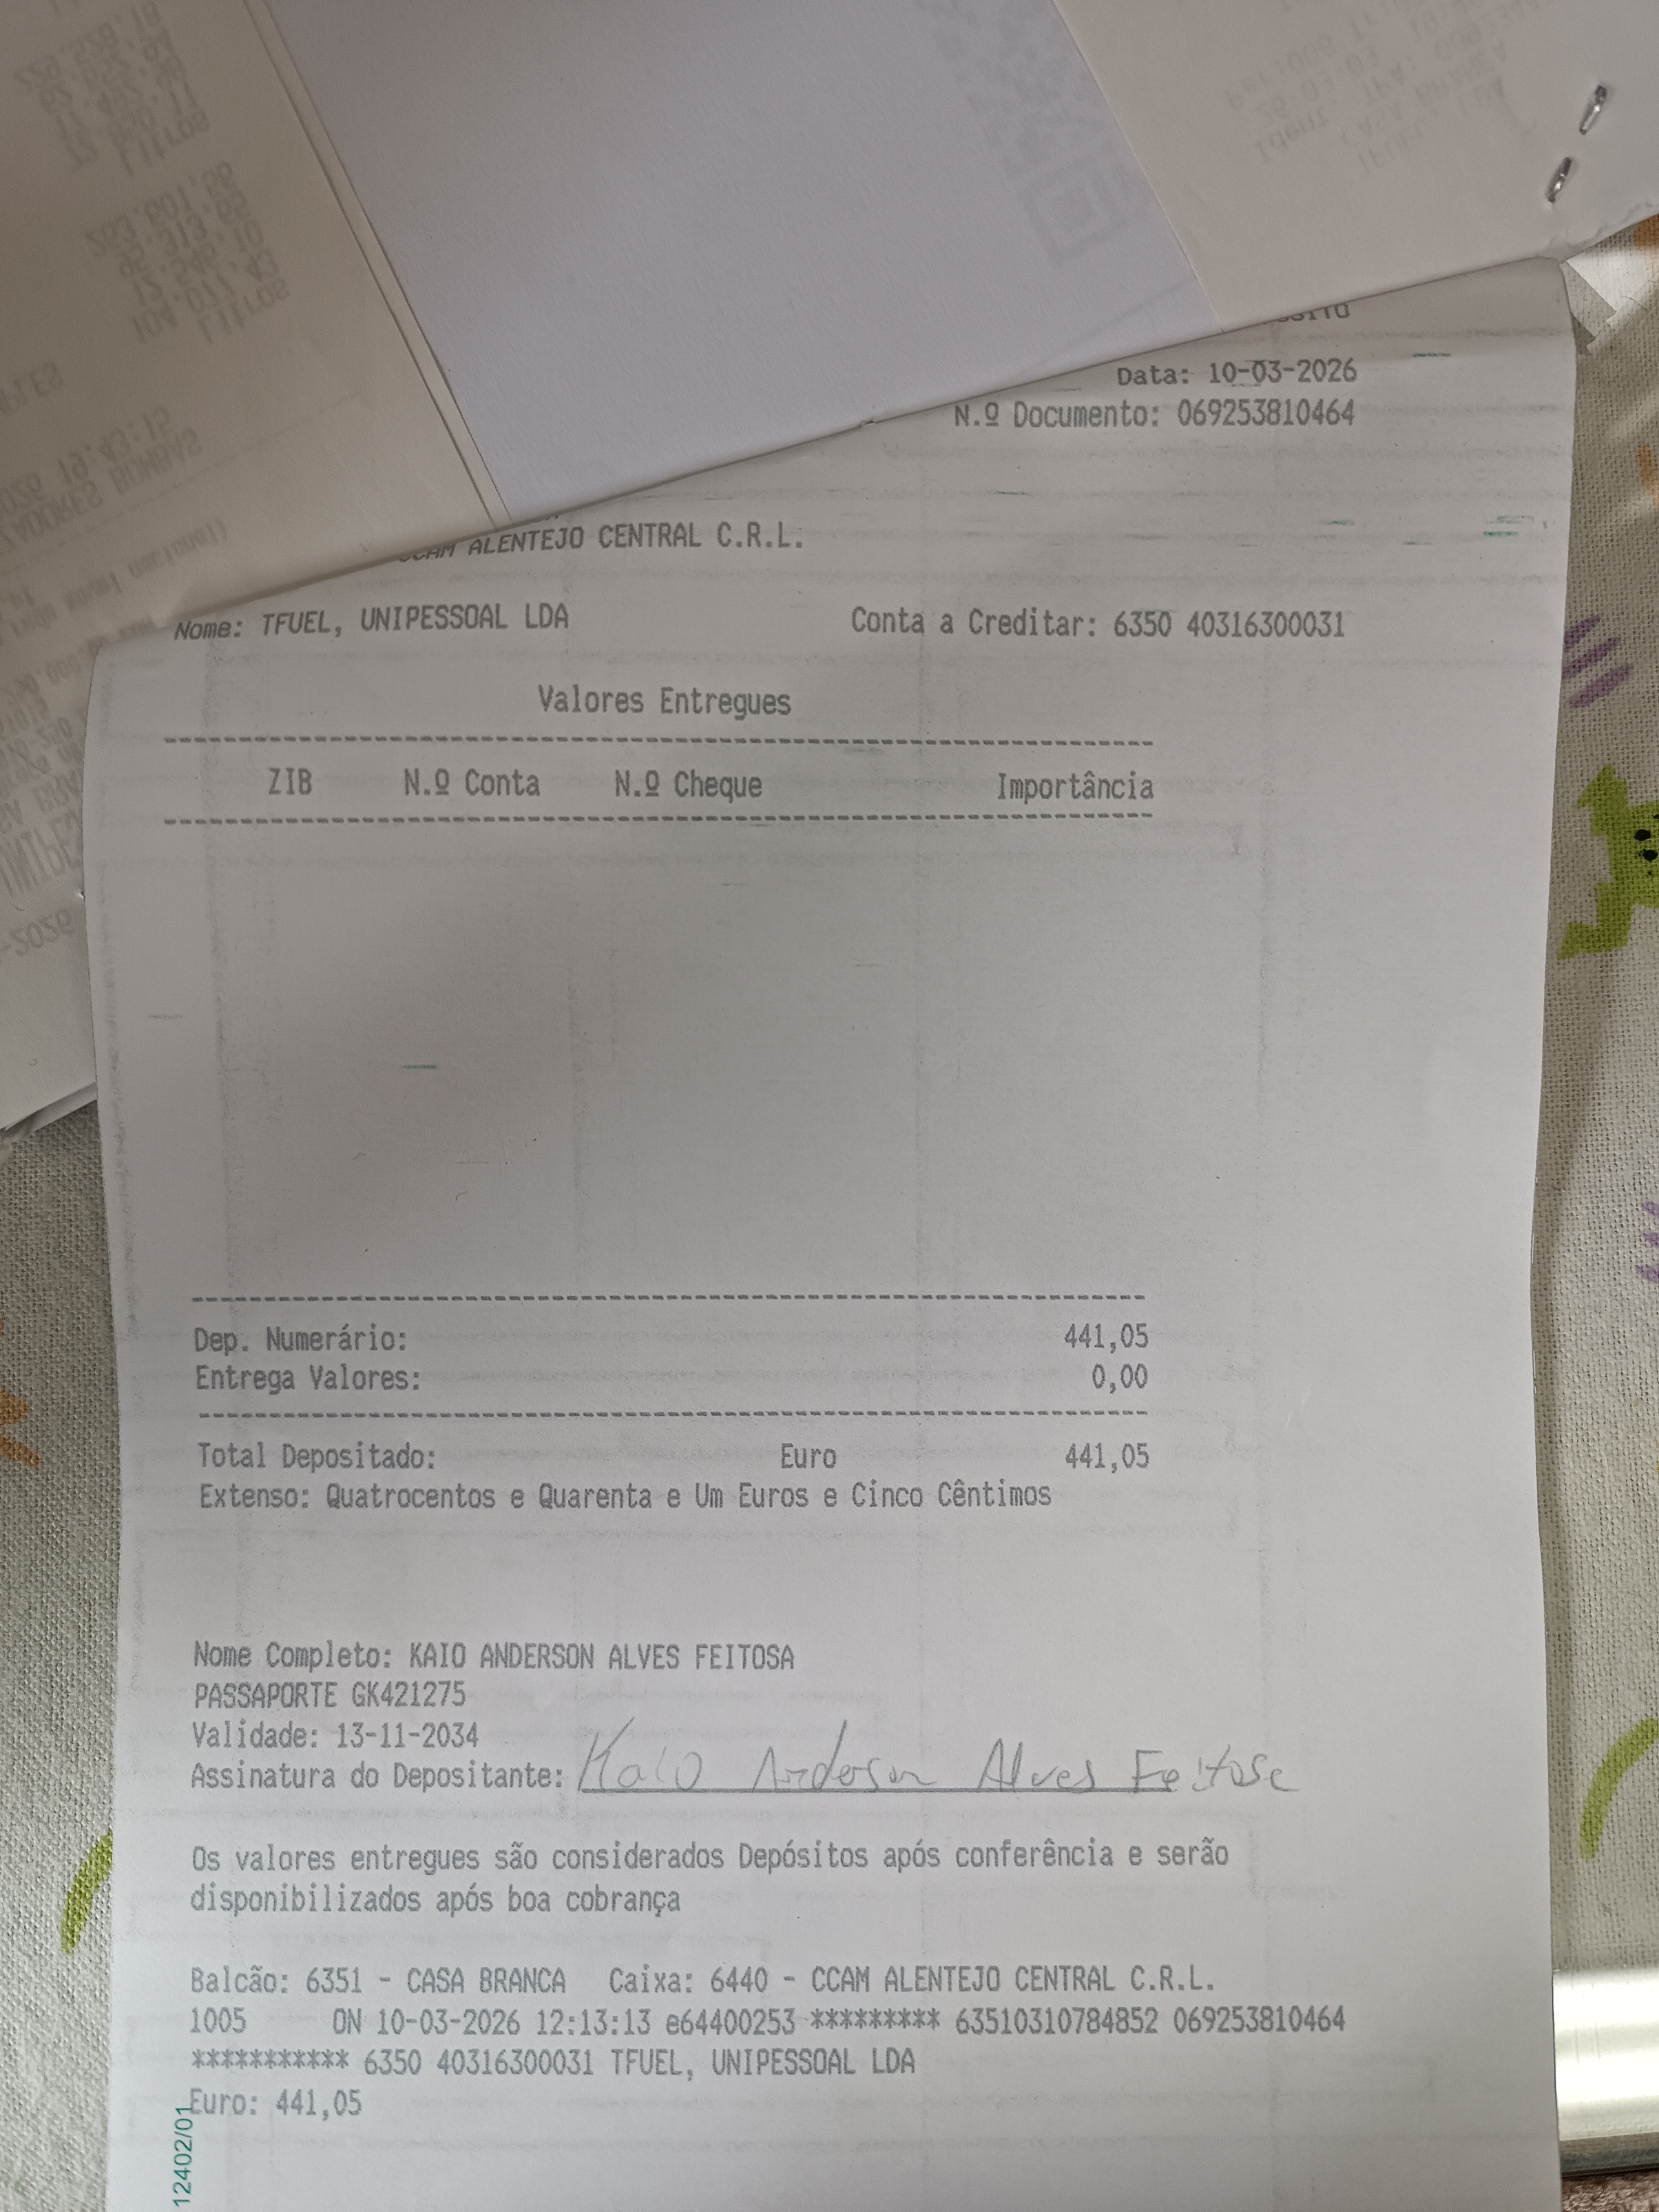 Data: 10-03-2026
N.º Documento: 069253810464
CCAM ALENTEJO CENTRAL C.R.L.
Nome: TFUEL, UNIPESSOAL LDA Conta a Creditar: 6350 40316300031
Valores Entregues
ZIB N.º Conta N.º Cheque Importância
Dep. Numerário: 441,05
Entrega Valores: 0,00
Total Depositado: Euro 441,05
Extenso: Quatrocentos e Quarenta e Um Euros e Cinco Cêntimos
Nome Completo: KAIO ANDERSON ALVES FEITOSA
PASSAPORTE GK421275
Validade: 13-11-2034
Assinatura do Depositante: Kaio Anderson Alves Feitosa
Os valores entregues são considerados Depósitos após conferência e serão
disponibilizados após boa cobrança
Balcão: 6351 - CASA BRANCA Caixa: 6440 - CCAM ALENTEJO CENTRAL C.R.L.
1005 ON 10-03-2026 12:13:13 e64400253 ********* 63510310784852 069253810464
*********** 6350 40316300031 TFUEL, UNIPESSOAL LDA
Euro: 441,05
12402/01